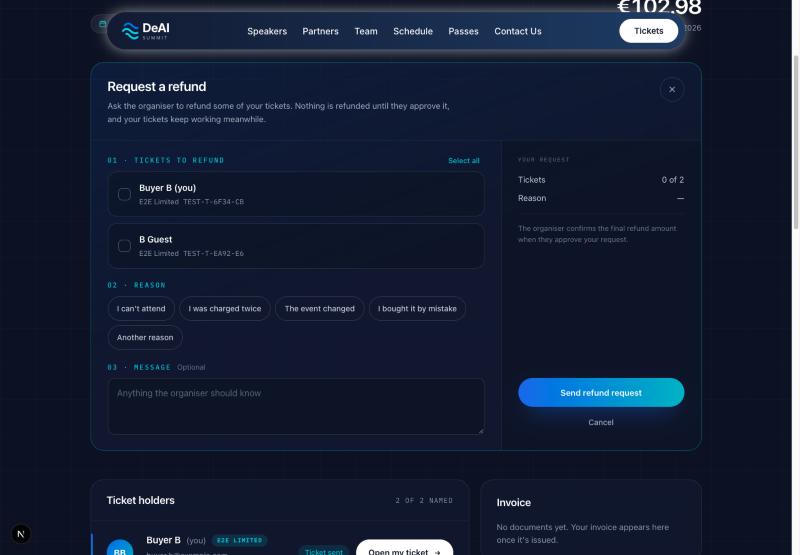 €102.98
DeAI
SUMMIT
Speakers
Partners
Team
Schedule
Passes
Contact Us
Tickets
2026
Request a refund
Ask the organiser to refund some of your tickets. Nothing is refunded until they approve it,
and your tickets keep working meanwhile.
01 · TICKETS TO REFUND
Select all
Buyer B (you)
E2E Limited TEST-T-6F34-CB
B Guest
E2E Limited TEST-T-EA92-E6
02 · REASON
I can't attend
I was charged twice
The event changed
I bought it by mistake
Another reason
03 · MESSAGE Optional
Anything the organiser should know
YOUR REQUEST
Tickets 0 of 2
Reason —
The organiser confirms the final refund amount
when they approve your request.
Send refund request
Cancel
Ticket holders
2 OF 2 NAMED
BB
Buyer B (you) E2E LIMITED
Ticket sent
Open my ticket →
Invoice
No documents yet. Your invoice appears here
once it's issued.
N